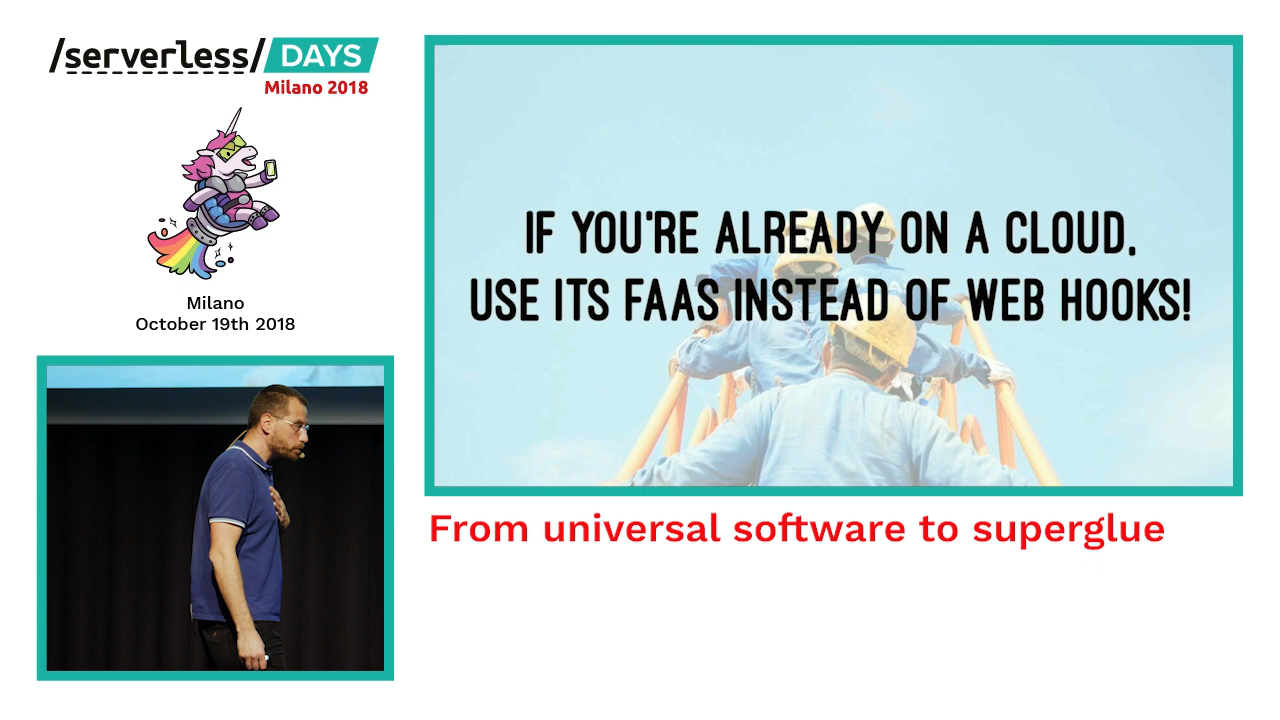 /serverless/ DAYS
Milano 2018
Milano
October 19th 2018
IF YOU'RE ALREADY ON A CLOUD,
USE ITS FAAS INSTEAD OF WEB HOOKS!
From universal software to superglue